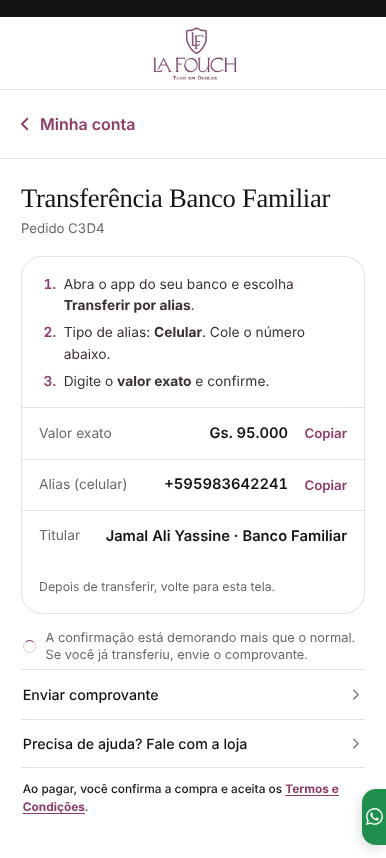 LF
LA FOUCH
Tudo em Óculos
Minha conta
Transferência Banco Familiar
Pedido C3D4
1. Abra o app do seu banco e escolha
Transferir por alias.
2. Tipo de alias: Celular. Cole o número
abaixo.
3. Digite o valor exato e confirme.
Valor exato Gs. 95.000 Copiar
Alias (celular) +595983642241 Copiar
Titular Jamal Ali Yassine · Banco Familiar
Depois de transferir, volte para esta tela.
A confirmação está demorando mais que o normal.
Se você já transferiu, envie o comprovante.
Enviar comprovante
Precisa de ajuda? Fale com a loja
Ao pagar, você confirma a compra e aceita os Termos e
Condições.